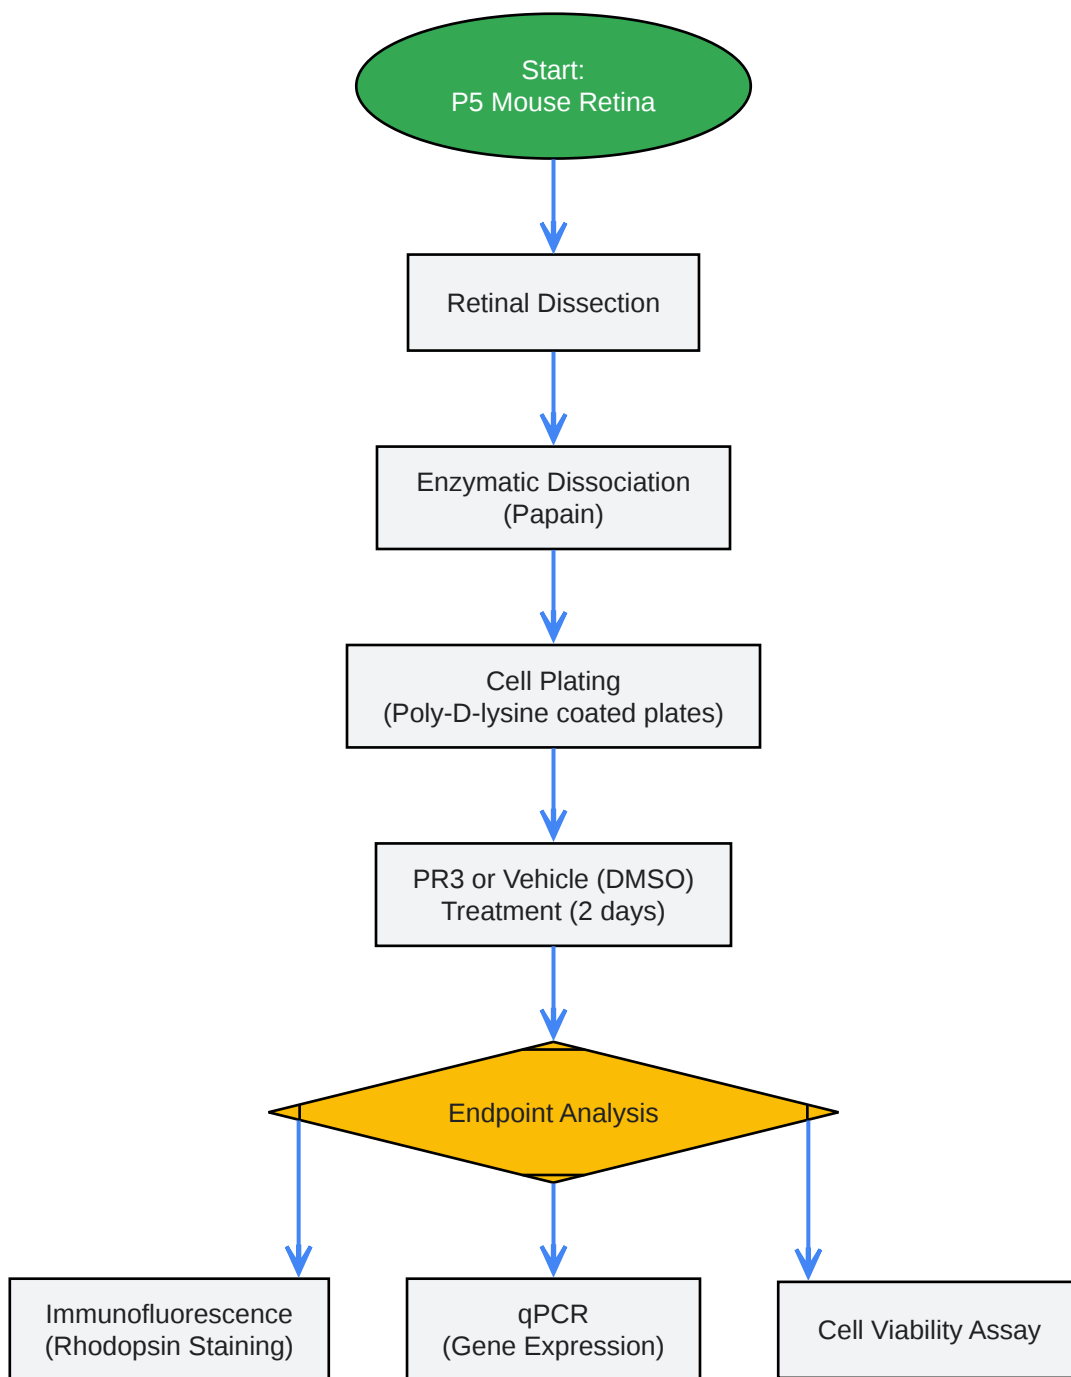 Start:
P5 Mouse Retina
Retinal Dissection
Enzymatic Dissociation
(Papain)
Cell Plating
(Poly-D-lysine coated plates)
PR3 or Vehicle (DMSO)
Treatment (2 days)
Endpoint Analysis
Immunofluorescence
(Rhodopsin Staining)
qPCR
(Gene Expression)
Cell Viability Assay